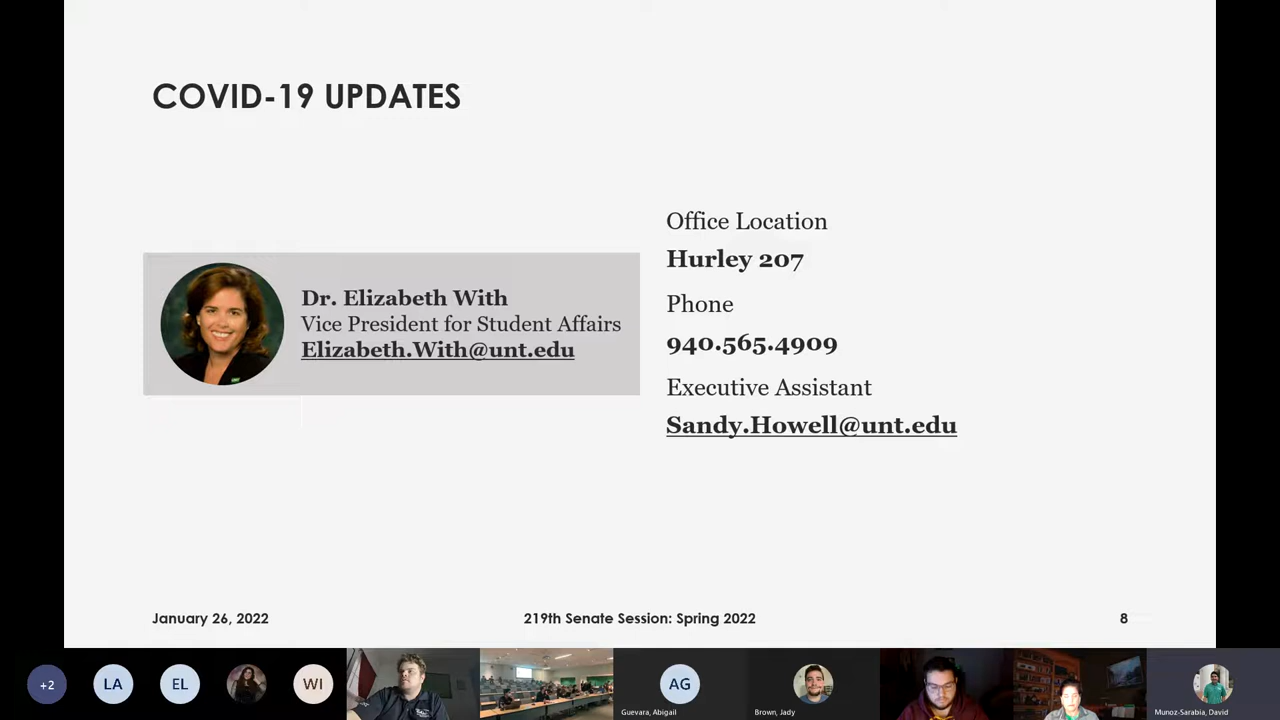 COVID-19 UPDATES
Dr. Elizabeth With
Vice President for Student Affairs
Elizabeth.With@unt.edu
Office Location
Hurley 207
Phone
940.565.4909
Executive Assistant
Sandy.Howell@unt.edu
January 26, 2022
219th Senate Session: Spring 2022
8
+2
LA
EL
WI
AG
Guevara, Abigail
Brown, Jady
Munoz-Sarabia, David